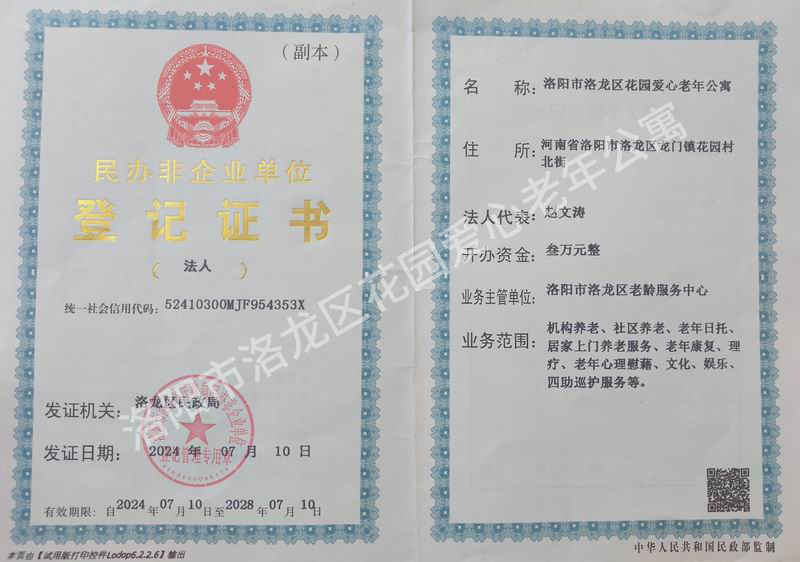 （副本）
民办非企业单位
登记证书
（ 法人 ）
统一社会信用代码：52410300MJF954353X
发证机关：洛龙区民政局
发证日期：2024 年 07 月 10 日
有效期限：自2024年07月10日至2028年07月10日
登记管理专用章
本页由【试用版打印控件Lodop6.2.2.6】输出
名 称：洛阳市洛龙区花园爱心老年公寓
住 所：河南省洛阳市洛龙区龙门镇花园村
北街
法人代表：赵文涛
开办资金：叁万元整
业务主管单位：洛阳市洛龙区老龄服务中心
业务范围：机构养老、社区养老、老年日托、
居家上门养老服务、老年康复、理
疗、老年心理慰藉、文化、娱乐、
四助巡护服务等。
中华人民共和国民政部监制
洛阳市洛龙区花园爱心老年公寓